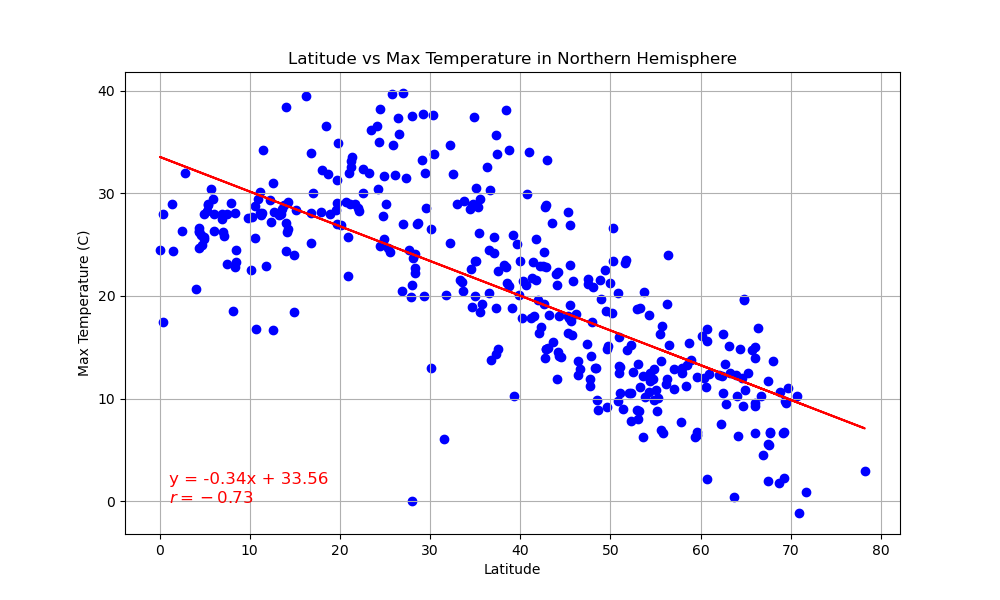 Latitude vs Max Temperature in Northern Hemisphere
40
30
20
10
0
Max Temperature (C)
y = -0.34x + 33.56
r = −0.73
0 10 20 30 40 50 60 70 80
Latitude